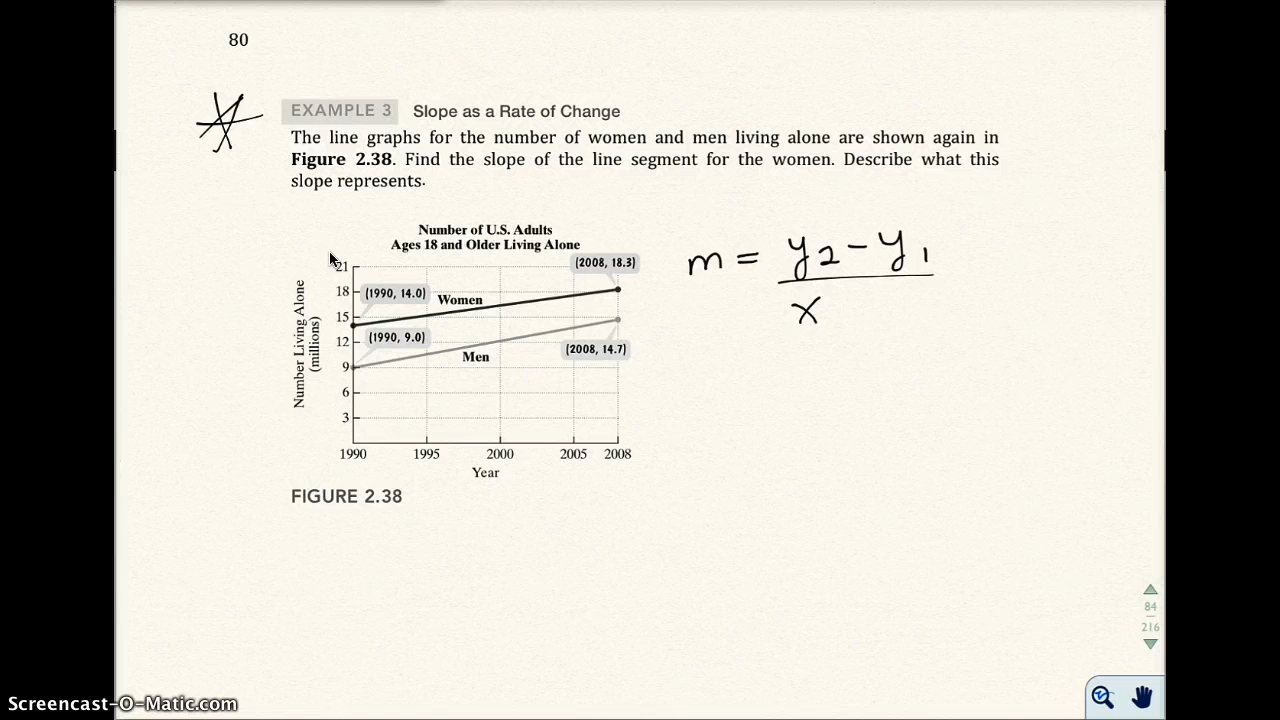 80
EXAMPLE 3 Slope as a Rate of Change
The line graphs for the number of women and men living alone are shown again in
Figure 2.38. Find the slope of the line segment for the women. Describe what this
slope represents.
Number of U.S. Adults
Ages 18 and Older Living Alone
Number Living Alone
(millions)
21
18
15
12
9
6
3
(2008, 18.3)
(1990, 14.0)
Women
(1990, 9.0)
Men
(2008, 14.7)
1990 1995 2000 2005 2008
Year
FIGURE 2.38
m = y₂ − y₁
x
84
216
Screencast-O-Matic.com